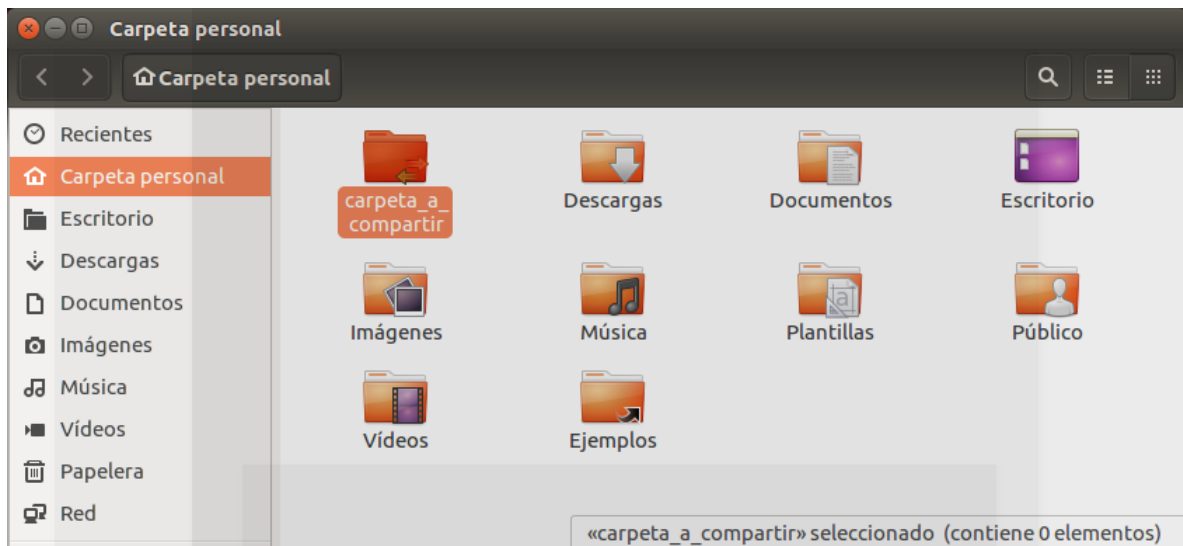 Carpeta personal
Carpeta personal
Recientes
Carpeta personal
Escritorio
Descargas
Documentos
Imágenes
Música
Vídeos
Papelera
Red
carpeta_a_
compartir
Descargas
Documentos
Escritorio
Imágenes
Música
Plantillas
Público
Vídeos
Ejemplos
«carpeta_a_compartir» seleccionado (contiene 0 elementos)